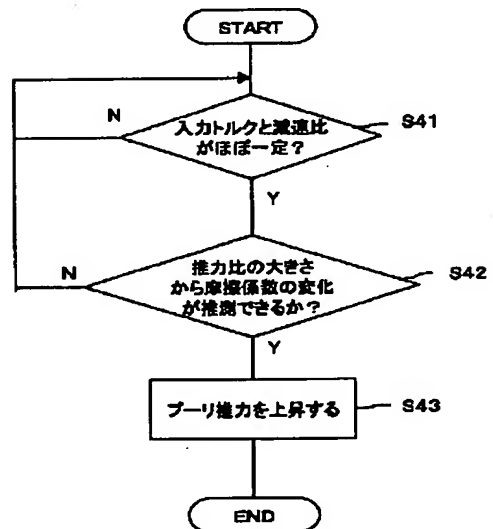 START
N
入力トルクと減速比
がほぼ一定？
S41
Y
N
推力比の大きさ
から摩擦係数の変化
が推測できるか？
S42
Y
プーリ推力を上昇する
S43
END